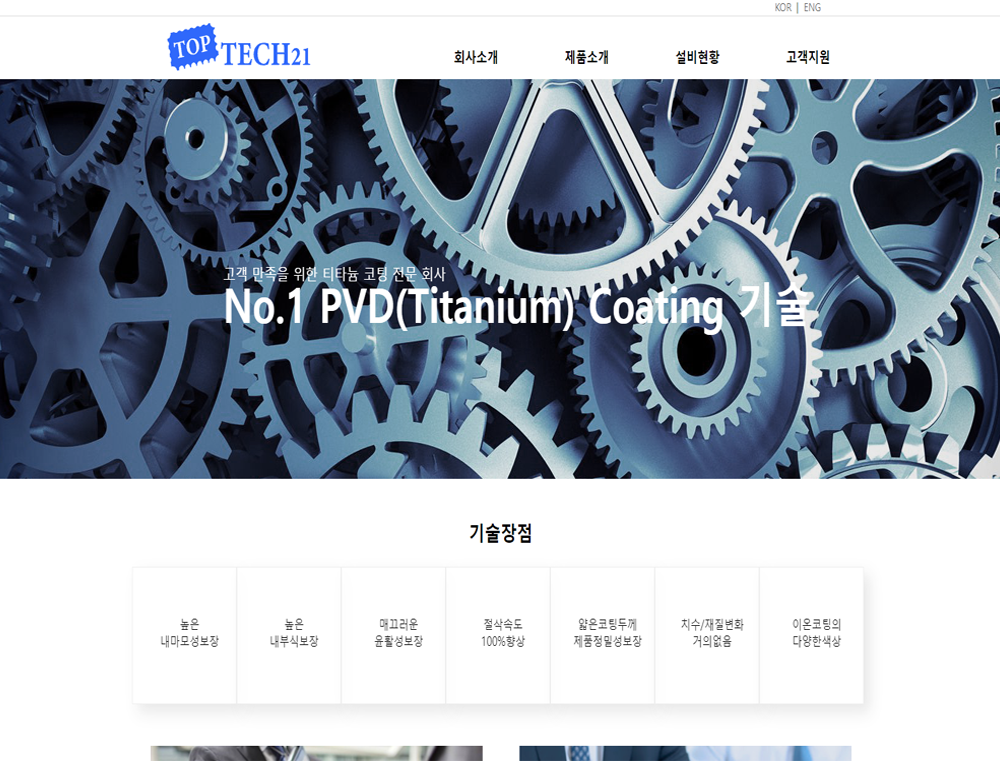 KOR | ENG
TOP TECH21
회사소개 제품소개 설비현황 고객지원
고객 만족을 위한 티타늄 코팅 전문 회사
No.1 PVD(Titanium) Coating 기술
기술장점
높은
내마모성보장
높은
내부식보장
매끄러운
윤활성보장
절삭속도
100%향상
얇은코팅두께
제품정밀성보장
치수/재질변화
거의없음
이온코팅의
다양한색상